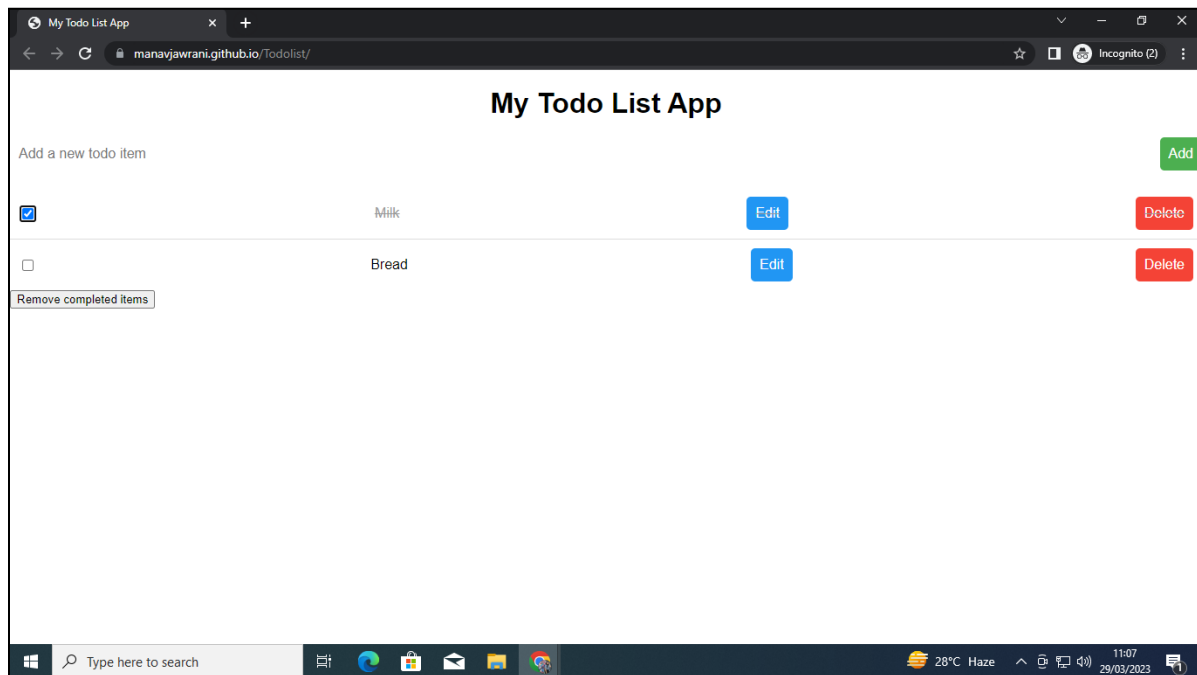 My Todo List App
manavjawrani.github.io/Todolist/
Incognito (2)
My Todo List App
Add a new todo item
Add
Milk
Edit
Delete
Bread
Edit
Delete
Remove completed items
Type here to search
28°C Haze
11:07
29/03/2023
1